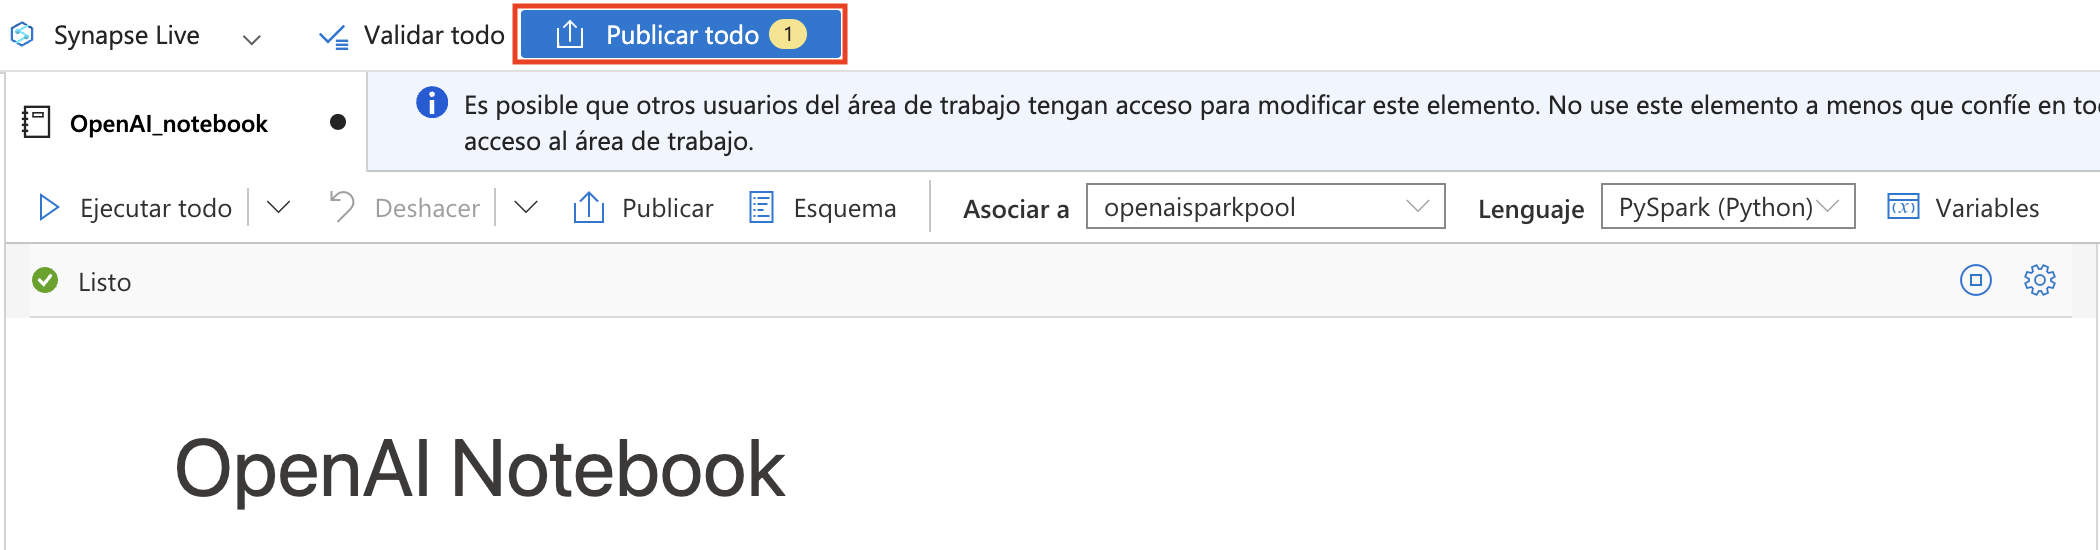 Synapse Live Validar todo Publicar todo 1
OpenAI_notebook
Es posible que otros usuarios del área de trabajo tengan acceso para modificar este elemento. No use este elemento a menos que confíe en
acceso al área de trabajo.
Ejecutar todo Deshacer Publicar Esquema Asociar a openaisparkpool Lenguaje PySpark (Python) Variables
Listo
OpenAI Notebook